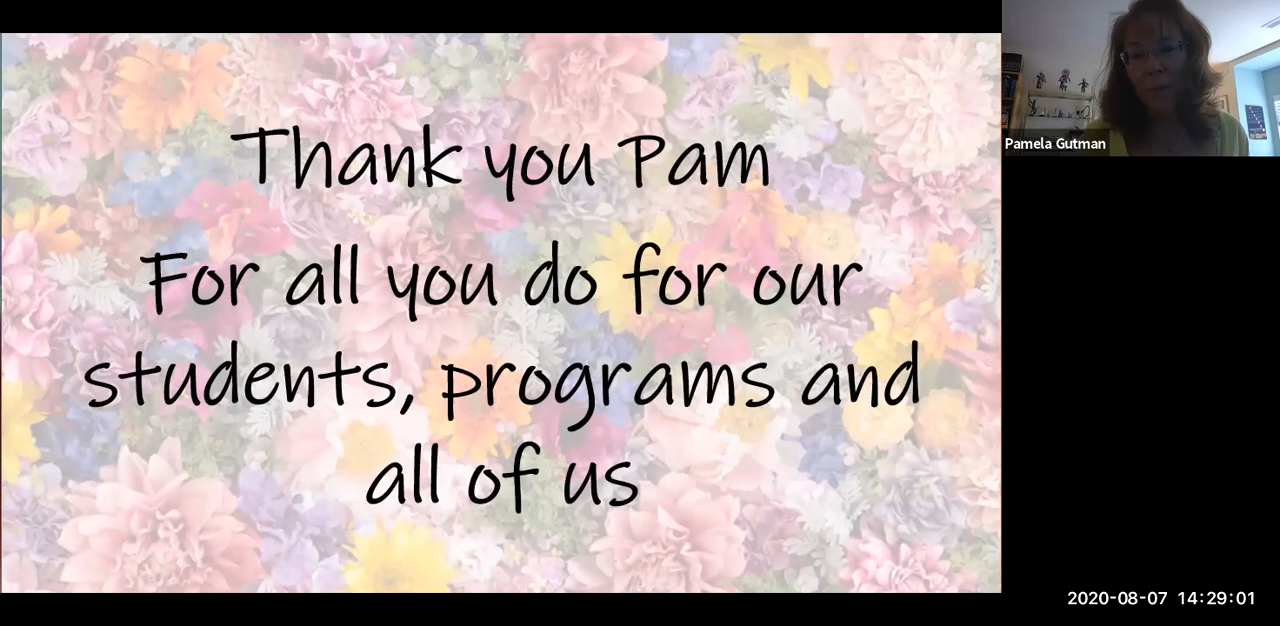 Thank you Pam
For all you do for our
students, programs and
all of us
Pamela Gutman
2020-08-07 14:29:01